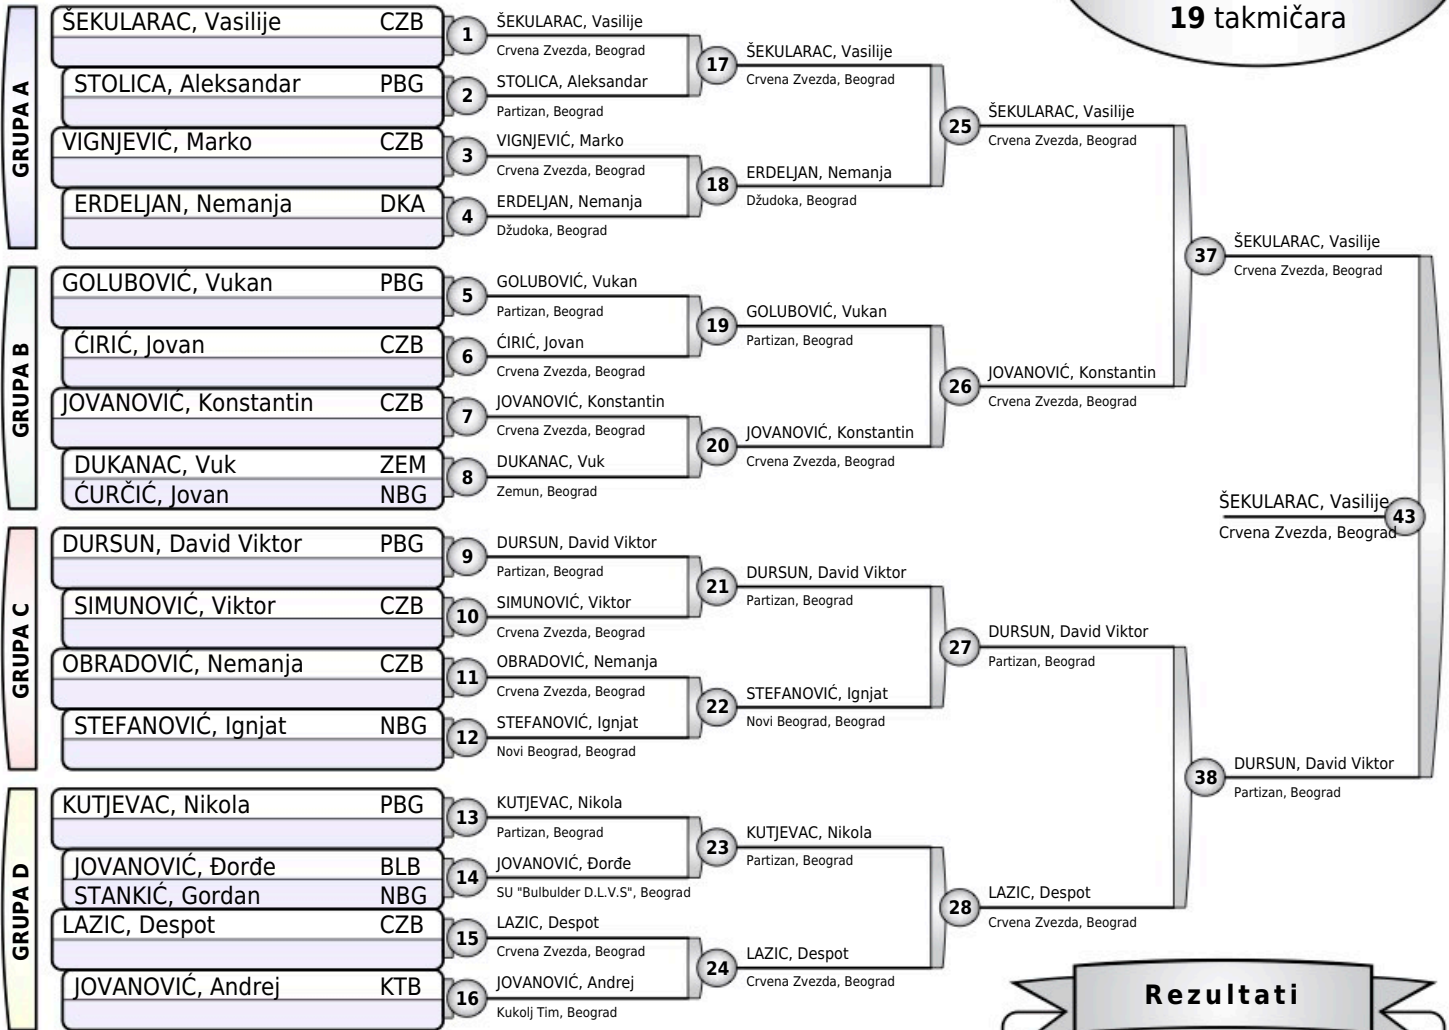 19 takmičara
GRUPA A
ŠEKULARAC, Vasilije CZB
STOLICA, Aleksandar PBG
VIGNJEVIĆ, Marko CZB
ERDELJAN, Nemanja DKA
GRUPA B
GOLUBOVIĆ, Vukan PBG
ĆIRIĆ, Jovan CZB
JOVANOVIĆ, Konstantin CZB
DUKANAC, Vuk ZEM
ĆURČIĆ, Jovan NBG
GRUPA C
DURSUN, David Viktor PBG
SIMUNOVIĆ, Viktor CZB
OBRADOVIĆ, Nemanja CZB
STEFANOVIĆ, Ignjat NBG
GRUPA D
KUTJEVAC, Nikola PBG
JOVANOVIĆ, Đorđe BLB
STANKIĆ, Gordan NBG
LAZIC, Despot CZB
JOVANOVIĆ, Andrej KTB
1
ŠEKULARAC, Vasilije
Crvena Zvezda, Beograd
2
STOLICA, Aleksandar
Partizan, Beograd
3
VIGNJEVIĆ, Marko
Crvena Zvezda, Beograd
4
ERDELJAN, Nemanja
Džudoka, Beograd
5
GOLUBOVIĆ, Vukan
Partizan, Beograd
6
ĆIRIĆ, Jovan
Crvena Zvezda, Beograd
7
JOVANOVIĆ, Konstantin
Crvena Zvezda, Beograd
8
DUKANAC, Vuk
Zemun, Beograd
9
DURSUN, David Viktor
Partizan, Beograd
10
SIMUNOVIĆ, Viktor
Crvena Zvezda, Beograd
11
OBRADOVIĆ, Nemanja
Crvena Zvezda, Beograd
12
STEFANOVIĆ, Ignjat
Novi Beograd, Beograd
13
KUTJEVAC, Nikola
Partizan, Beograd
14
JOVANOVIĆ, Đorđe
SU "Bulbulder D.L.V.S", Beograd
15
LAZIC, Despot
Crvena Zvezda, Beograd
16
JOVANOVIĆ, Andrej
Kukolj Tim, Beograd
17
ŠEKULARAC, Vasilije
Crvena Zvezda, Beograd
18
ERDELJAN, Nemanja
Džudoka, Beograd
19
GOLUBOVIĆ, Vukan
Partizan, Beograd
20
JOVANOVIĆ, Konstantin
Crvena Zvezda, Beograd
21
DURSUN, David Viktor
Partizan, Beograd
22
STEFANOVIĆ, Ignjat
Novi Beograd, Beograd
23
KUTJEVAC, Nikola
Partizan, Beograd
24
LAZIC, Despot
Crvena Zvezda, Beograd
25
ŠEKULARAC, Vasilije
Crvena Zvezda, Beograd
26
JOVANOVIĆ, Konstantin
Crvena Zvezda, Beograd
27
DURSUN, David Viktor
Partizan, Beograd
28
LAZIC, Despot
Crvena Zvezda, Beograd
37
ŠEKULARAC, Vasilije
Crvena Zvezda, Beograd
38
DURSUN, David Viktor
Partizan, Beograd
ŠEKULARAC, Vasilije
Crvena Zvezda, Beograd
43
Rezultati